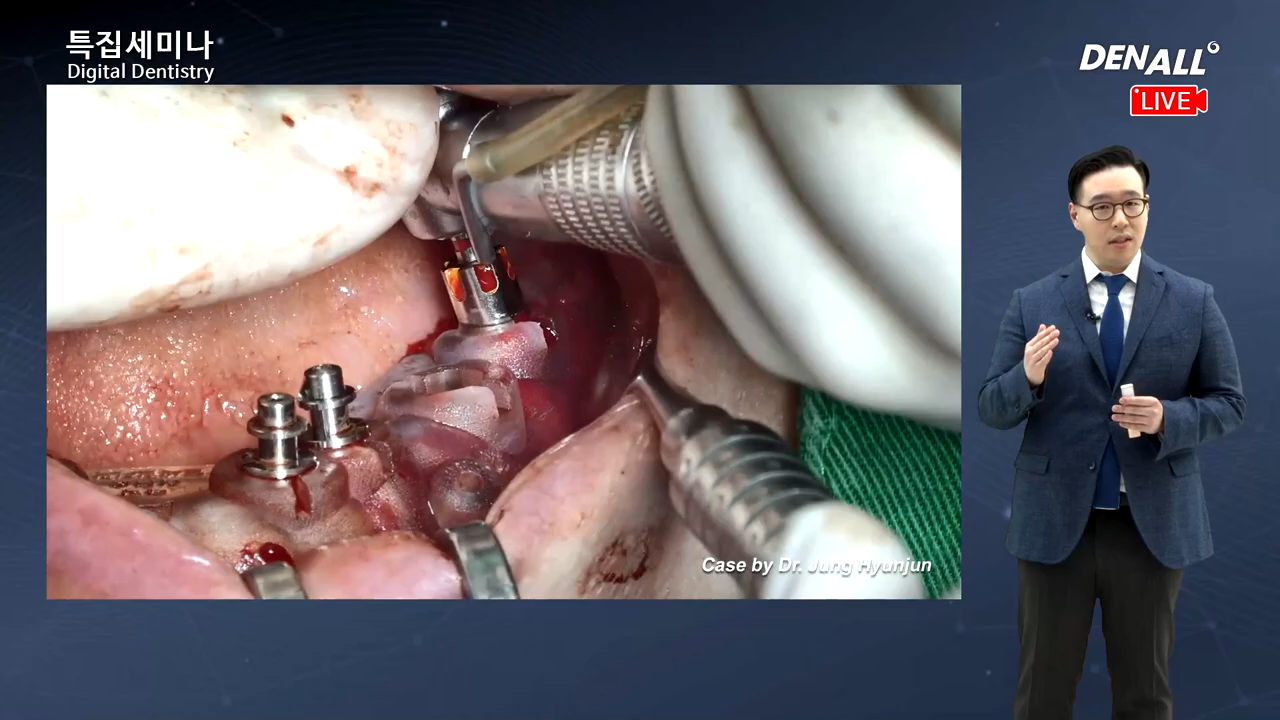 특집세미나
Digital Dentistry
DENALL
LIVE
Case by Dr. Jung Hyunjun